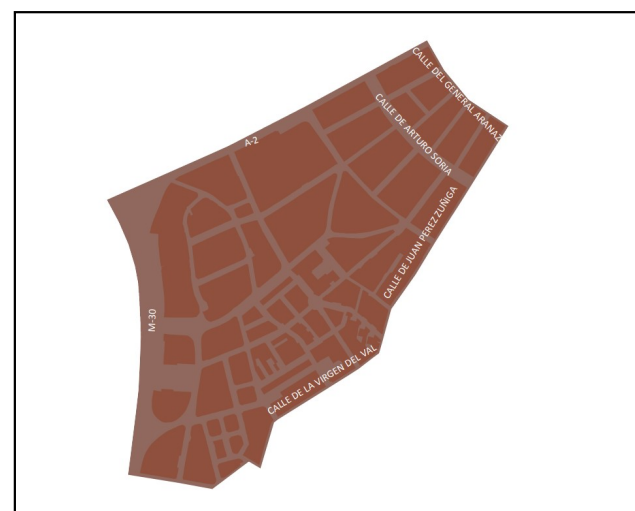 CALLE DEL GENERAL ARANAZ
CALLE DE ARTURO SORIA
A-2
CALLE DE JUAN PEREZ ZUÑIGA
M-30
CALLE DE LA VIRGEN DEL VAL